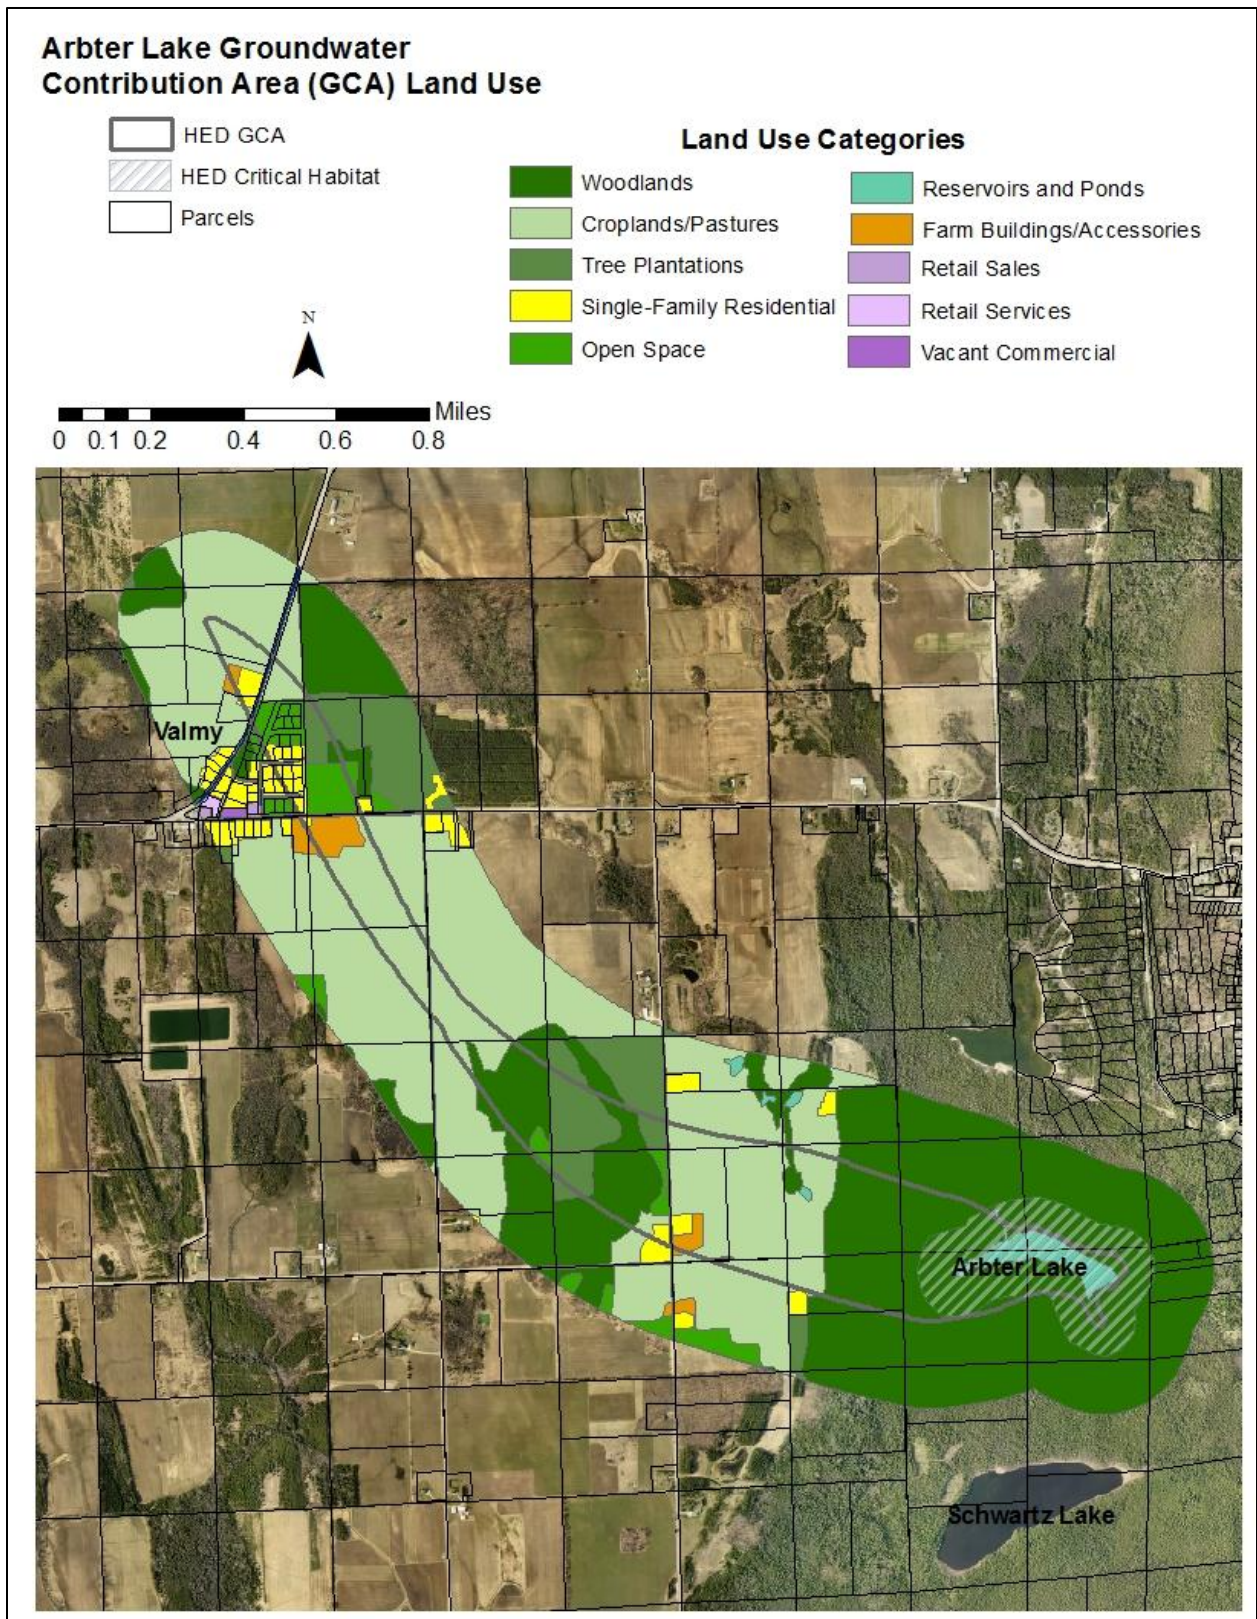 Arbter Lake Groundwater
Contribution Area (GCA) Land Use
HED GCA
HED Critical Habitat
Parcels
Land Use Categories
Woodlands
Croplands/Pastures
Tree Plantations
Single-Family Residential
Open Space
Reservoirs and Ponds
Farm Buildings/Accessories
Retail Sales
Retail Services
Vacant Commercial
N
Miles
0 0.1 0.2 0.4 0.6 0.8
Valmy
Arbter Lake
Schwartz Lake